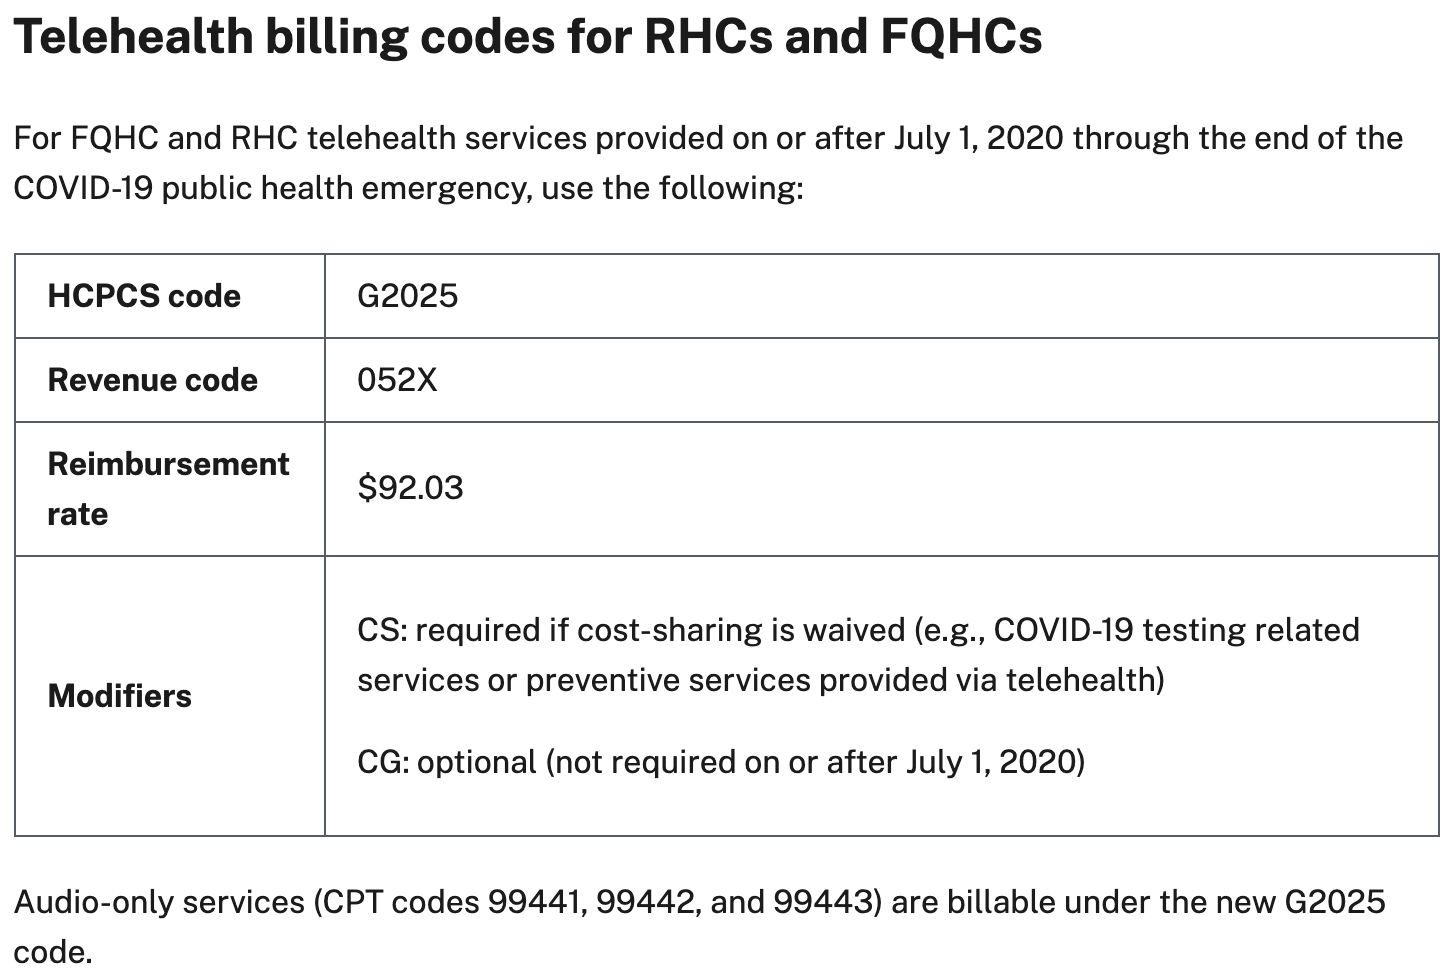 Telehealth billing codes for RHCs and FQHCs
For FQHC and RHC telehealth services provided on or after July 1, 2020 through the end of the
COVID-19 public health emergency, use the following:
HCPCS code
G2025
Revenue code
052X
Reimbursement
rate
$92.03
Modifiers
CS: required if cost-sharing is waived (e.g., COVID-19 testing related
services or preventive services provided via telehealth)
CG: optional (not required on or after July 1, 2020)
Audio-only services (CPT codes 99441, 99442, and 99443) are billable under the new G2025
code.